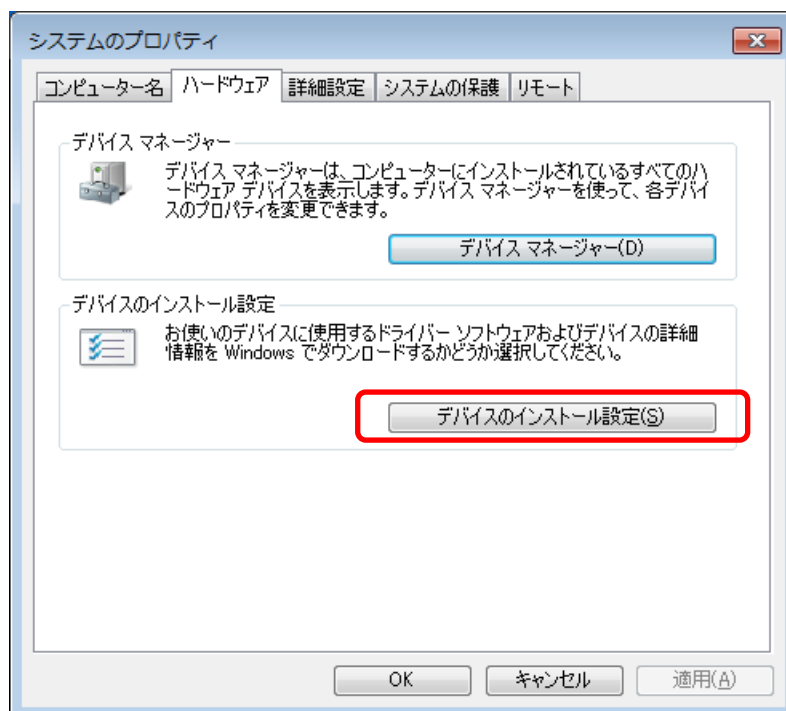 システムのプロパティ
コンピューター名 ハードウェア 詳細設定 システムの保護 リモート
デバイス マネージャー
デバイス マネージャーは、コンピューターにインストールされているすべてのハ
ードウェア デバイスを表示します。デバイス マネージャーを使って、各デバイ
スのプロパティを変更できます。
デバイス マネージャー(D)
デバイスのインストール設定
お使いのデバイスに使用するドライバー ソフトウェアおよびデバイスの詳細
情報を Windows でダウンロードするかどうか選択してください。
デバイスのインストール設定(S)
OK キャンセル 適用(A)